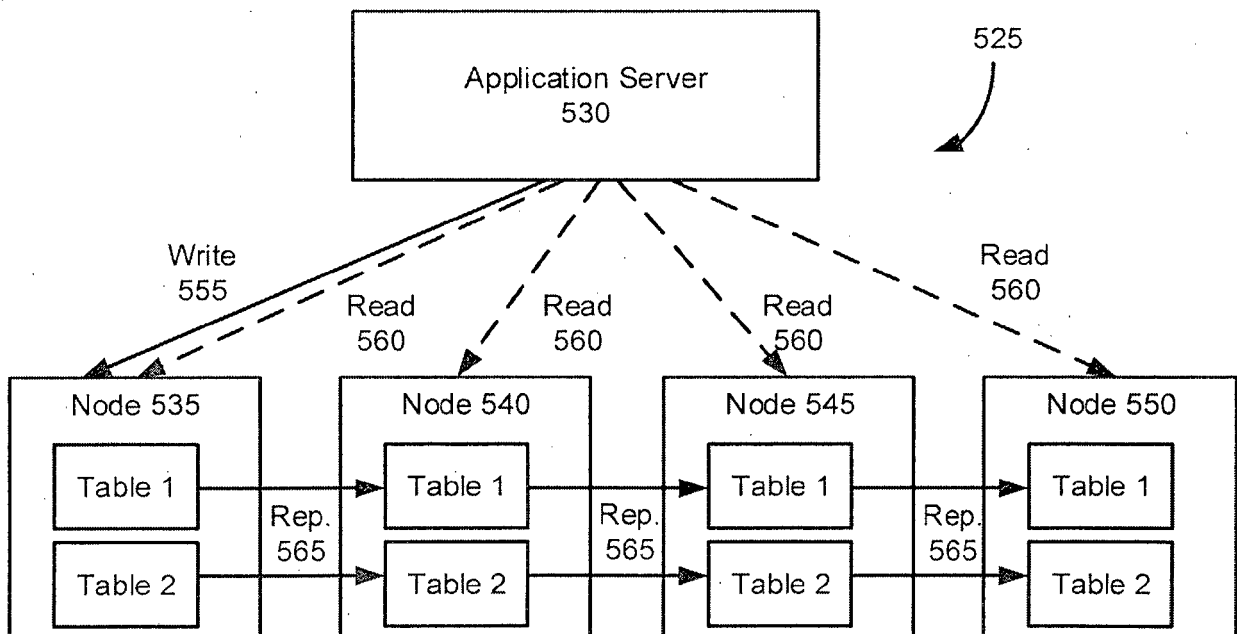 525
Application Server
530
Write
555
Read
560
Read
560
Read
560
Read
560
Node 535
Node 540
Node 545
Node 550
Table 1
Table 1
Table 1
Table 1
Rep.
565
Rep.
565
Rep.
565
Table 2
Table 2
Table 2
Table 2